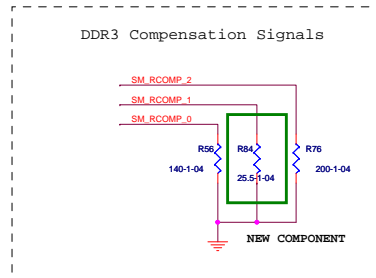 DDR3 Compensation Signals
SM_RCOMP_2
SM_RCOMP_1
SM_RCOMP_0
R56 R84 R76
140-1-04 25.5-1-04 200-1-04
NEW COMPONENT